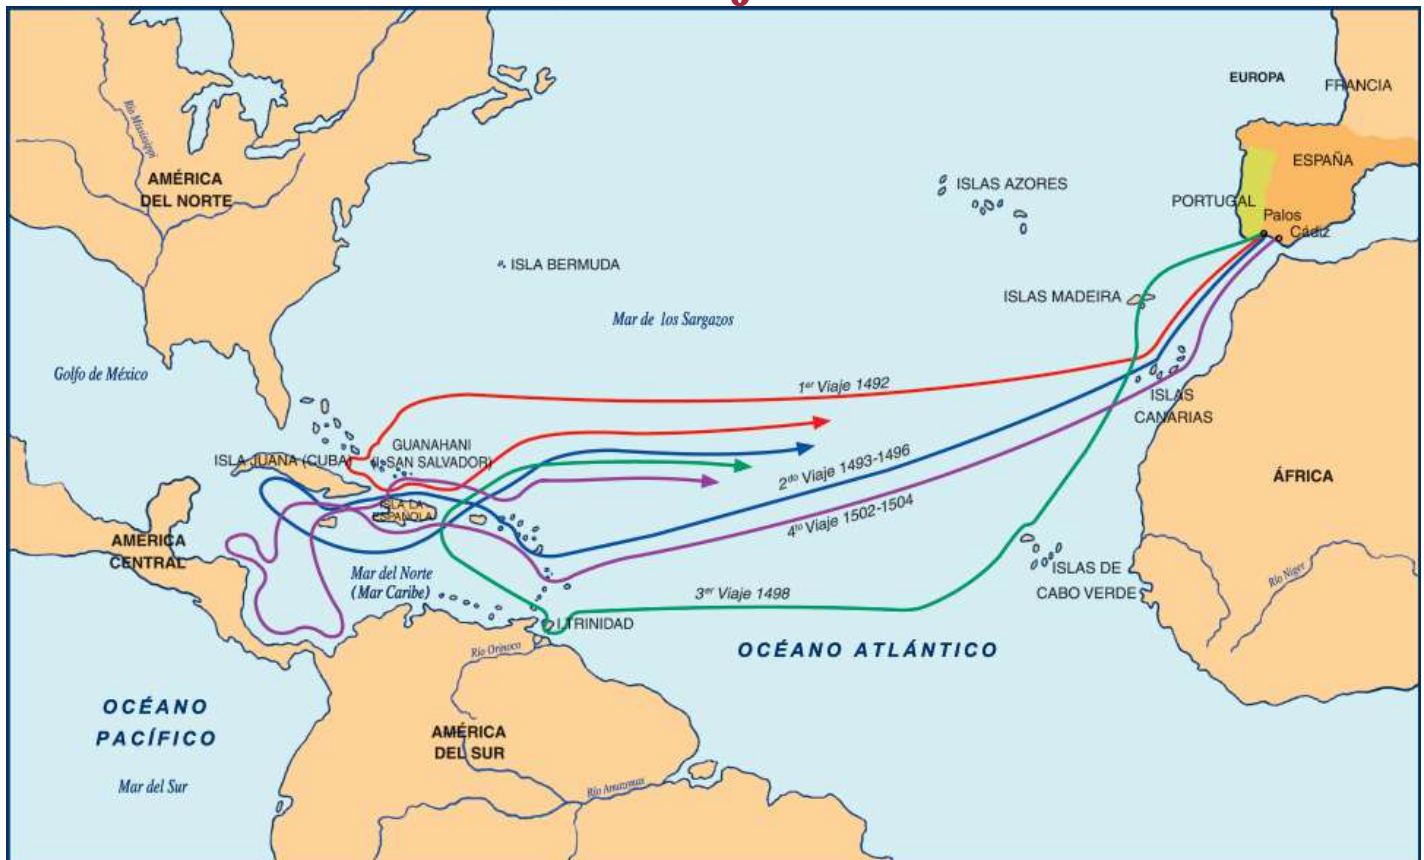 EUROPA
FRANCIA
Río Mississippi
ESPAÑA
AMÉRICA
DEL NORTE
ISLAS AZORES
PORTUGAL
Palos
Cádiz
ISLA BERMUDA
ISLAS MADEIRA
Mar de los Sargazos
Golfo de México
1er Viaje 1492
ISLAS
CANARIAS
GUANAHANI
(I. SAN SALVADOR)
ISLA JUANA (CUBA)
2do Viaje 1493-1496
ÁFRICA
4to Viaje 1502-1504
ISLA LA
ESPAÑOLA
AMÉRICA
CENTRAL
Mar del Norte
(Mar Caribe)
ISLAS DE
CABO VERDE
Río Niger
3er Viaje 1498
I.TRINIDAD
Río Orinoco
OCÉANO ATLÁNTICO
OCÉANO
PACÍFICO
AMÉRICA
DEL SUR
Mar del Sur
Río Amazonas